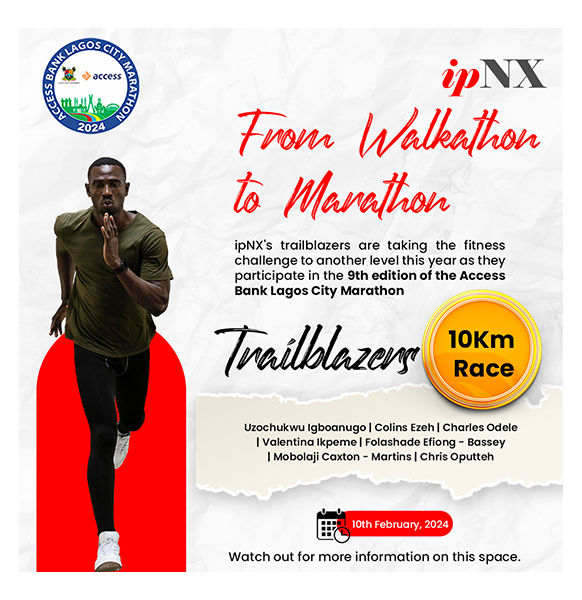 ACCESS BANK LAGOS CITY MARATHON
access
2024
ipNX
From Walkathon
to Marathon
ipNX's trailblazers are taking the fitness
challenge to another level this year as they
participate in the 9th edition of the Access
Bank Lagos City Marathon
Trailblazers
10Km
Race
Uzochukwu Igboanugo | Colins Ezeh | Charles Odele
| Valentina Ikpeme | Folashade Efiong - Bassey
| Mobolaji Caxton - Martins | Chris Oputteh
10th February, 2024
Watch out for more information on this space.